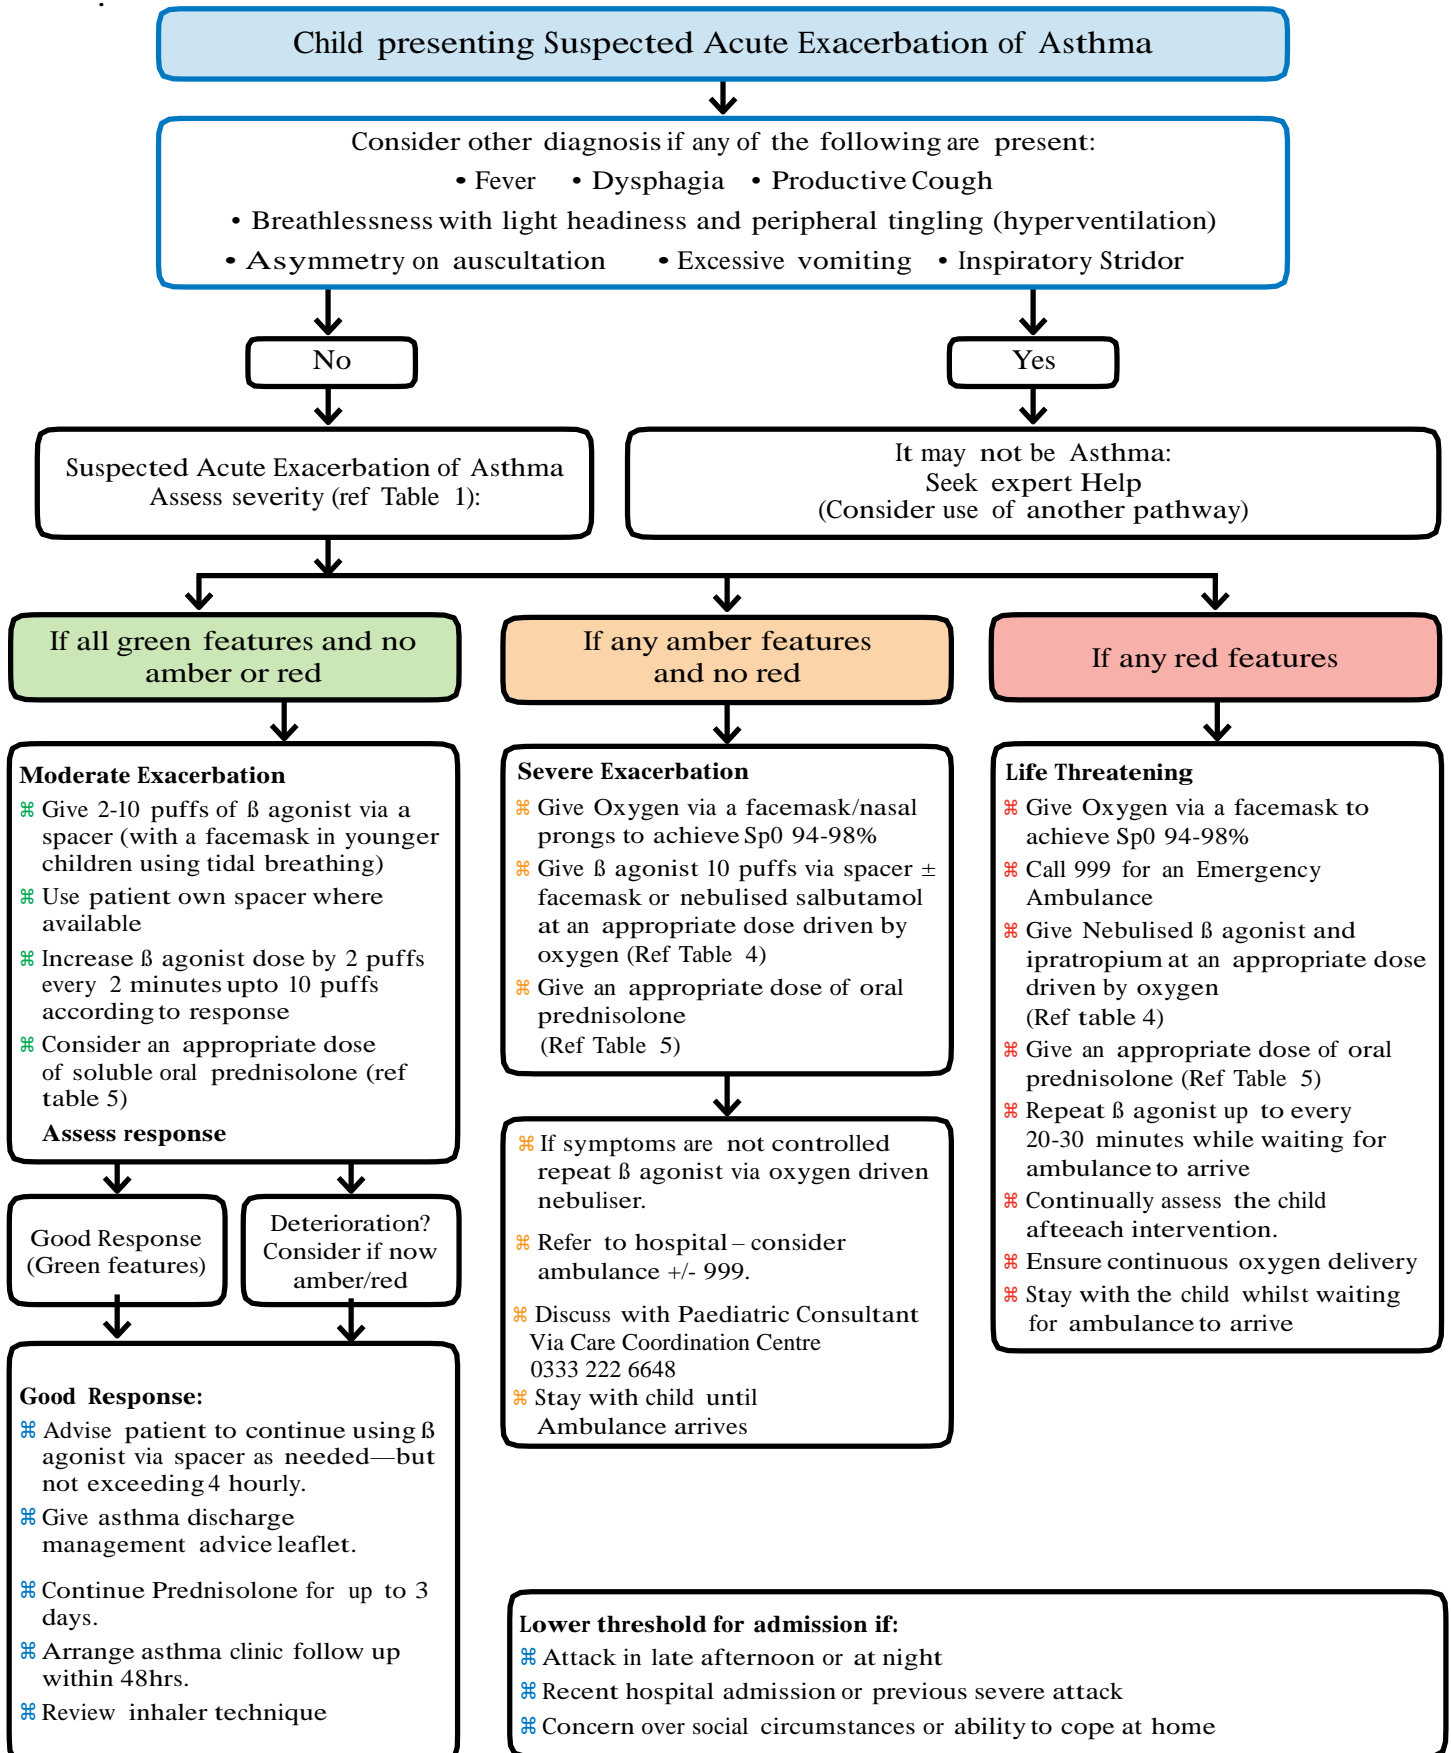 Child presenting Suspected Acute Exacerbation of Asthma
Consider other diagnosis if any of the following are present:
• Fever • Dysphagia • Productive Cough
• Breathlessness with light headiness and peripheral tingling (hyperventilation)
• Asymmetry on auscultation • Excessive vomiting • Inspiratory Stridor
No
Yes
Suspected Acute Exacerbation of Asthma
Assess severity (ref Table 1):
It may not be Asthma:
Seek expert Help
(Consider use of another pathway)
If all green features and no
amber or red
If any amber features
and no red
If any red features
Moderate Exacerbation
⌘ Give 2-10 puffs of ß agonist via a
spacer (with a facemask in younger
children using tidal breathing)
⌘ Use patient own spacer where
available
⌘ Increase ß agonist dose by 2 puffs
every 2 minutes upto 10 puffs
according to response
⌘ Consider an appropriate dose
of soluble oral prednisolone (ref
table 5)
Assess response
Good Response
(Green features)
Deterioration?
Consider if now
amber/red
Good Response:
⌘ Advise patient to continue using ß
agonist via spacer as needed—but
not exceeding 4 hourly.
⌘ Give asthma discharge
management advice leaflet.
⌘ Continue Prednisolone for up to 3
days.
⌘ Arrange asthma clinic follow up
within 48hrs.
⌘ Review inhaler technique
Severe Exacerbation
⌘ Give Oxygen via a facemask/nasal
prongs to achieve Sp0 94-98%
⌘ Give ß agonist 10 puffs via spacer ±
facemask or nebulised salbutamol
at an appropriate dose driven by
oxygen (Ref Table 4)
⌘ Give an appropriate dose of oral
prednisolone
(Ref Table 5)
⌘ If symptoms are not controlled
repeat ß agonist via oxygen driven
nebuliser.
⌘ Refer to hospital – consider
ambulance +/- 999.
⌘ Discuss with Paediatric Consultant
Via Care Coordination Centre
0333 222 6648
⌘ Stay with child until
Ambulance arrives
Life Threatening
⌘ Give Oxygen via a facemask to
achieve Sp0 94-98%
⌘ Call 999 for an Emergency
Ambulance
⌘ Give Nebulised ß agonist and
ipratropium at an appropriate dose
driven by oxygen
(Ref table 4)
⌘ Give an appropriate dose of oral
prednisolone (Ref Table 5)
⌘ Repeat ß agonist up to every
20-30 minutes while waiting for
ambulance to arrive
⌘ Continually assess the child
afteeach intervention.
⌘ Ensure continuous oxygen delivery
⌘ Stay with the child whilst waiting
for ambulance to arrive
Lower threshold for admission if:
⌘ Attack in late afternoon or at night
⌘ Recent hospital admission or previous severe attack
⌘ Concern over social circumstances or ability to cope at home